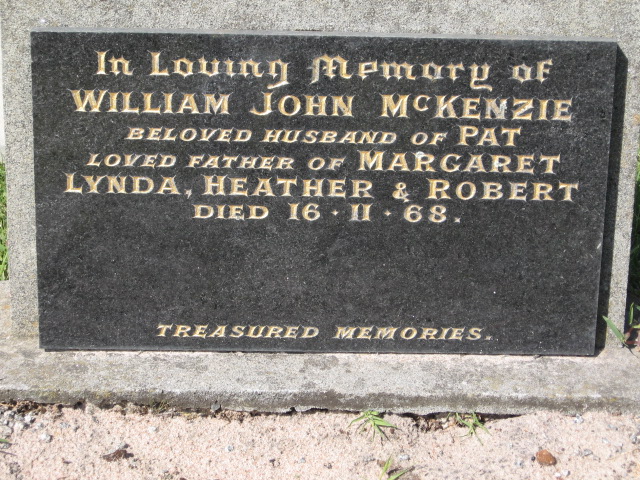 In Loving Memory of
WILLIAM JOHN McKENZIE
BELOVED HUSBAND OF PAT
LOVED FATHER OF MARGARET
LYNDA, HEATHER & ROBERT
DIED 16·11·68.
TREASURED MEMORIES.